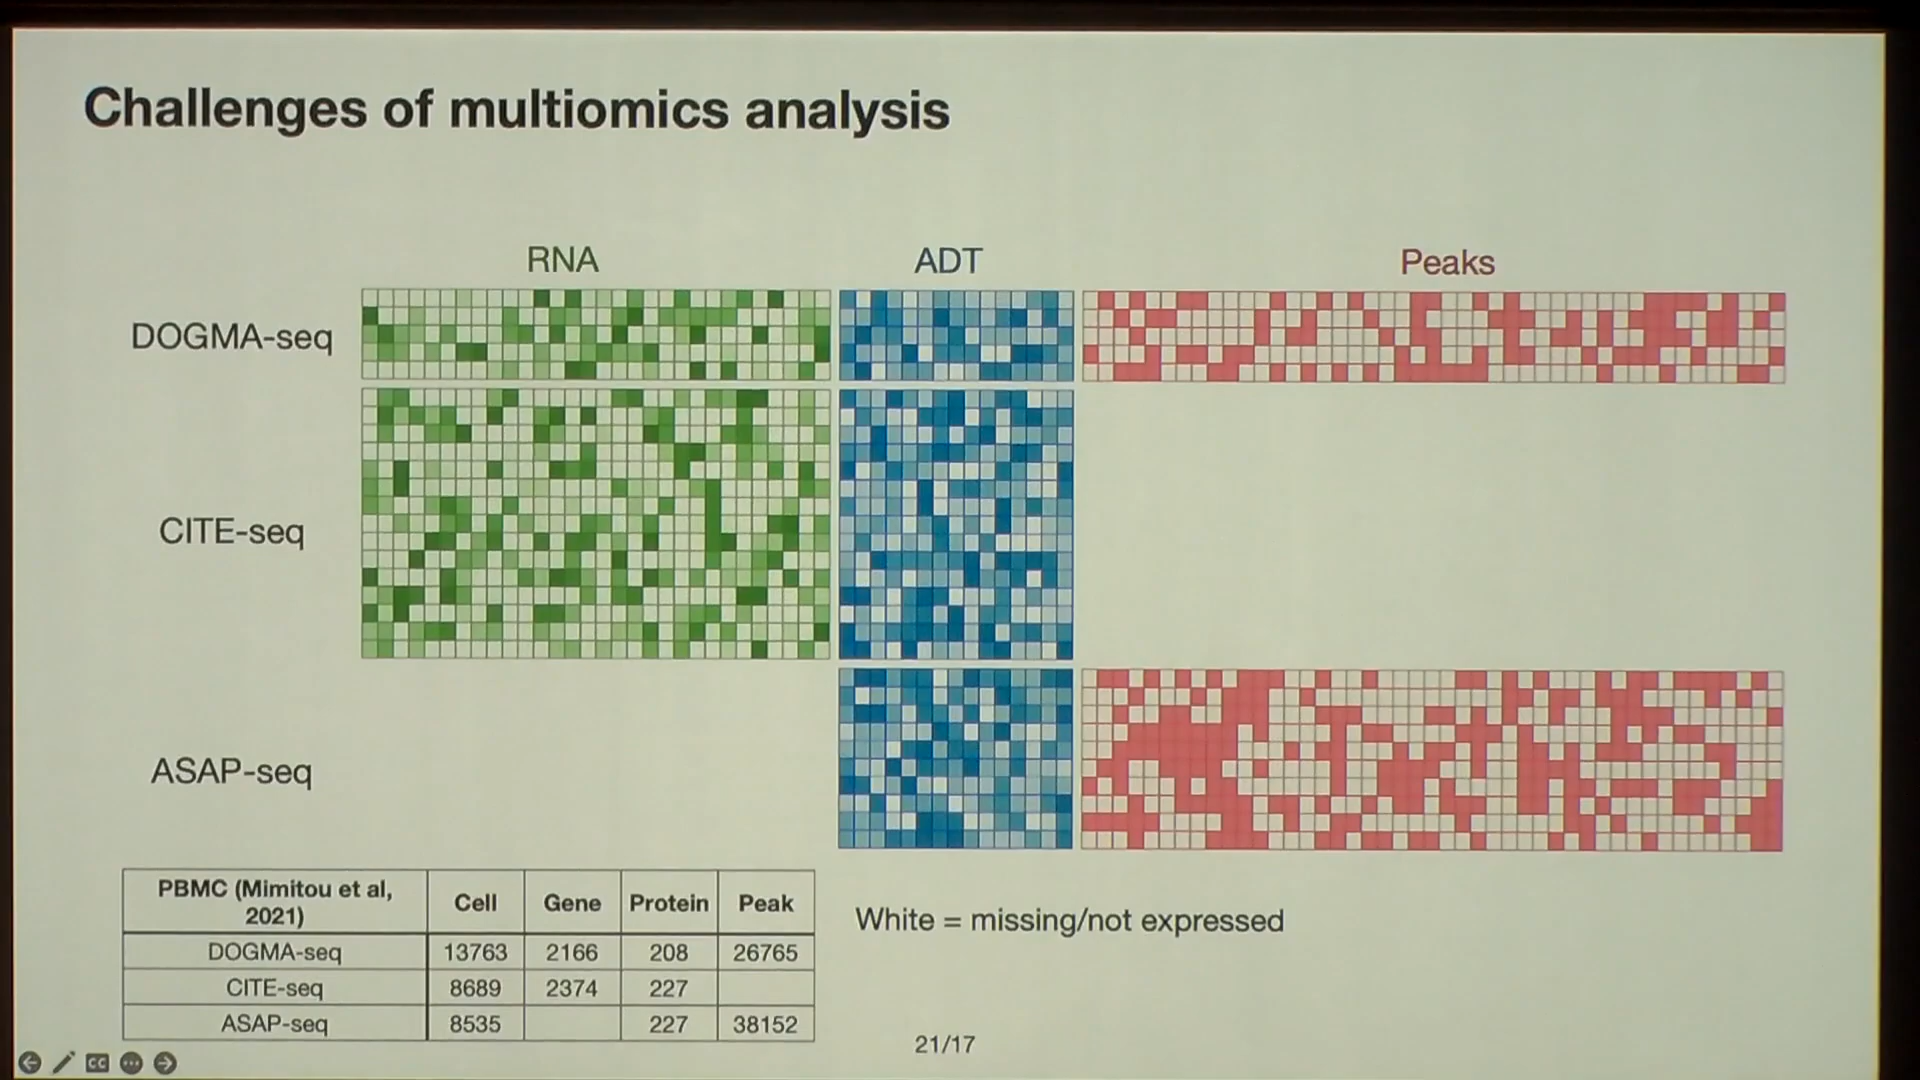 Challenges of multiomics analysis
RNA
ADT
Peaks
DOGMA-seq
CITE-seq
ASAP-seq
PBMC (Mimitou et al,
2021)
Cell
Gene
Protein
Peak
DOGMA-seq
13763
2166
208
26765
CITE-seq
8689
2374
227
ASAP-seq
8535
227
38152
White = missing/not expressed
21/17
CC